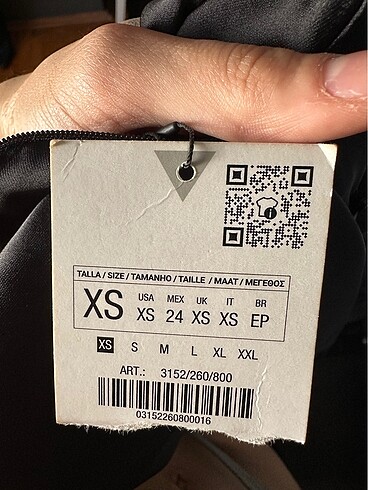 TALLA / SIZE / TAMANHO / TAILLE / MAAT / ΜΕΓΕΘΟΣ
XS
USA MEX UK IT BR
XS 24 XS XS EP
XS S M L XL XXL
ART.: 3152/260/800
03152260800016